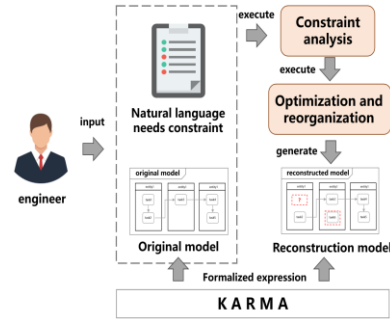 execute
Constraint
analysis
execute
Natural language
needs constraint
Optimization and
reorganization
input
generate
engineer
original model
reconstructed model
Original model
Reconstruction model
Formalized expression
KARMA